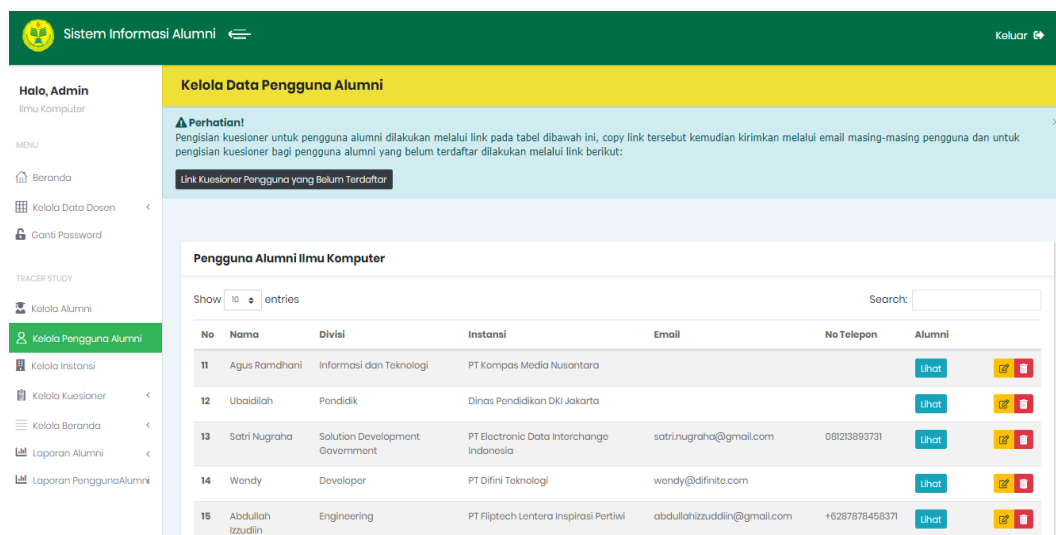 Sistem Informasi Alumni
Keluar
Halo, Admin
Ilmu Komputer
MENU
Beranda
Kelola Data Dosen
Ganti Password
TRACER STUDY
Kelola Alumni
Kelola Pengguna Alumni
Kelola Instansi
Kelola Kuesioner
Kelola Beranda
Laporan Alumni
Laporan PenggunaAlumni
Kelola Data Pengguna Alumni
Perhatian!
Pengisian kuesioner untuk pengguna alumni dilakukan melalui link pada tabel dibawah ini, copy link tersebut kemudian kirimkan melalui email masing-masing pengguna dan untuk
pengisian kuesioner bagi pengguna alumni yang belum terdaftar dilakukan melalui link berikut:
Link Kuesioner Pengguna yang Belum Terdaftar
Pengguna Alumni Ilmu Komputer
Show 10 entries
Search:
No Nama Divisi Instansi Email No Telepon Alumni
11 Agus Ramdhani Informasi dan Teknologi PT Kompas Media Nusantara Lihat
12 Ubaidilah Pendidik Dinas Pendidikan DKI Jakarta Lihat
13 Satri Nugraha Solution Development PT Electronic Data Interchange satri.nugraha@gmail.com 081213893731 Lihat
Government Indonesia
14 Wendy Developer PT Difini Teknologi wendy@difinite.com Lihat
15 Abdullah Engineering PT Fliptech Lentera Inspirasi Pertiwi abdullahizzuddiin@gmail.com +6287878458371 Lihat
Izzudiin